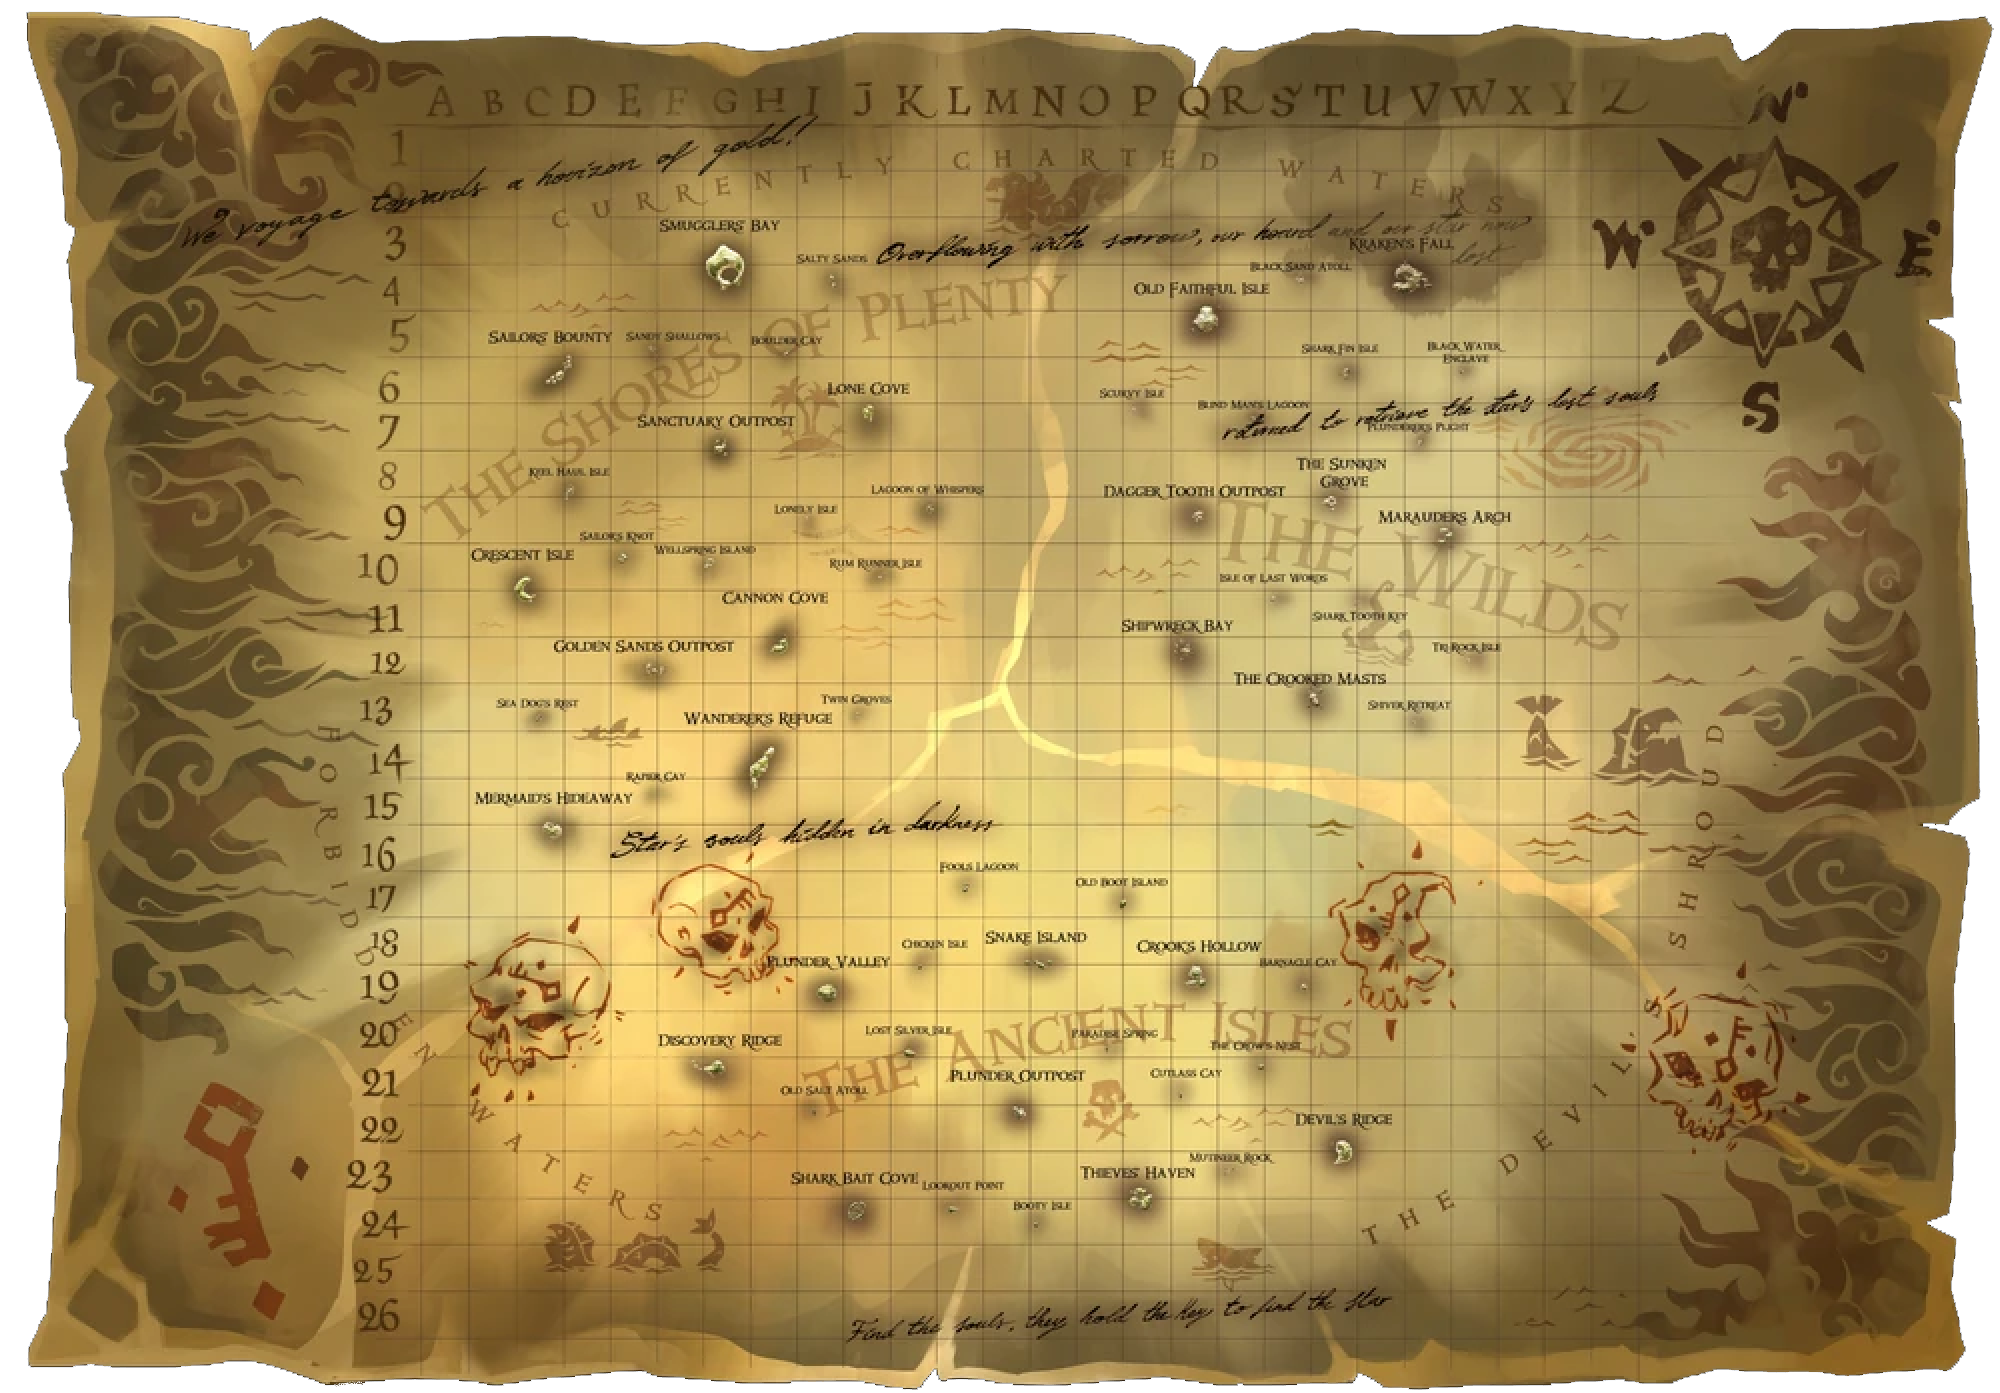 A B C D E F G H I J K L M N O P Q R S T U V W X Y Z
N
1
We voyage towards a horizon of gold!
CURRENTLY CHARTED WATERS
2
SMUGGLERS' BAY
3
Overflowing with sorrow, our hoard and our star now
lost
KRAKEN'S FALL
W
E
SALTY SANDS
BLACK SAND ATOLL
4
OLD FAITHFUL ISLE
THE SHORES OF PLENTY
5
SAILORS' BOUNTY
SANDY SHALLOWS
BOULDER CAY
SHARK FIN ISLE
BLACK WATER
ENCLAVE
6
LONE COVE
SCURVY ISLE
BLIND MAN'S LAGOON
returned to retrieve the star's lost souls
S
7
SANCTUARY OUTPOST
PLUNDERER'S PLIGHT
8
KEEL HAUL ISLE
THE SUNKEN
GROVE
LAGOON OF WHISPERS
DAGGER TOOTH OUTPOST
9
LONELY ISLE
MARAUDERS ARCH
SAILOR'S KNOT
THE WILDS
10
CRESCENT ISLE
WELLSPRING ISLAND
RUM RUNNER ISLE
ISLE OF LAST WORDS
CANNON COVE
11
SHIPWRECK BAY
SHARK TOOTH KEY
12
GOLDEN SANDS OUTPOST
TRI-ROCK ISLE
THE CROOKED MASTS
13
SEA DOG'S REST
TWIN GROVES
SHIVER RETREAT
WANDERER'S REFUGE
14
RAPIER CAY
15
MERMAID'S HIDEAWAY
Star's souls hidden in darkness
16
FOOLS LAGOON
17
OLD BOOT ISLAND
18
CHICKEN ISLE
SNAKE ISLAND
CROOK'S HOLLOW
PLUNDER VALLEY
BARNACLE CAY
19
20
DISCOVERY RIDGE
LOST SILVER ISLE
PARADISE SPRING
THE CROW'S NEST
THE ANCIENT ISLES
21
PLUNDER OUTPOST
CUTLASS CAY
OLD SALT ATOLL
22
DEVIL'S RIDGE
FORBIDDEN WATERS
THE DEVIL'S SHROUD
23
SHARK BAIT COVE
LOOKOUT POINT
THIEVES' HAVEN
MUTINEER ROCK
24
BOOTY ISLE
25
26
Find the souls, they hold the key to find the star